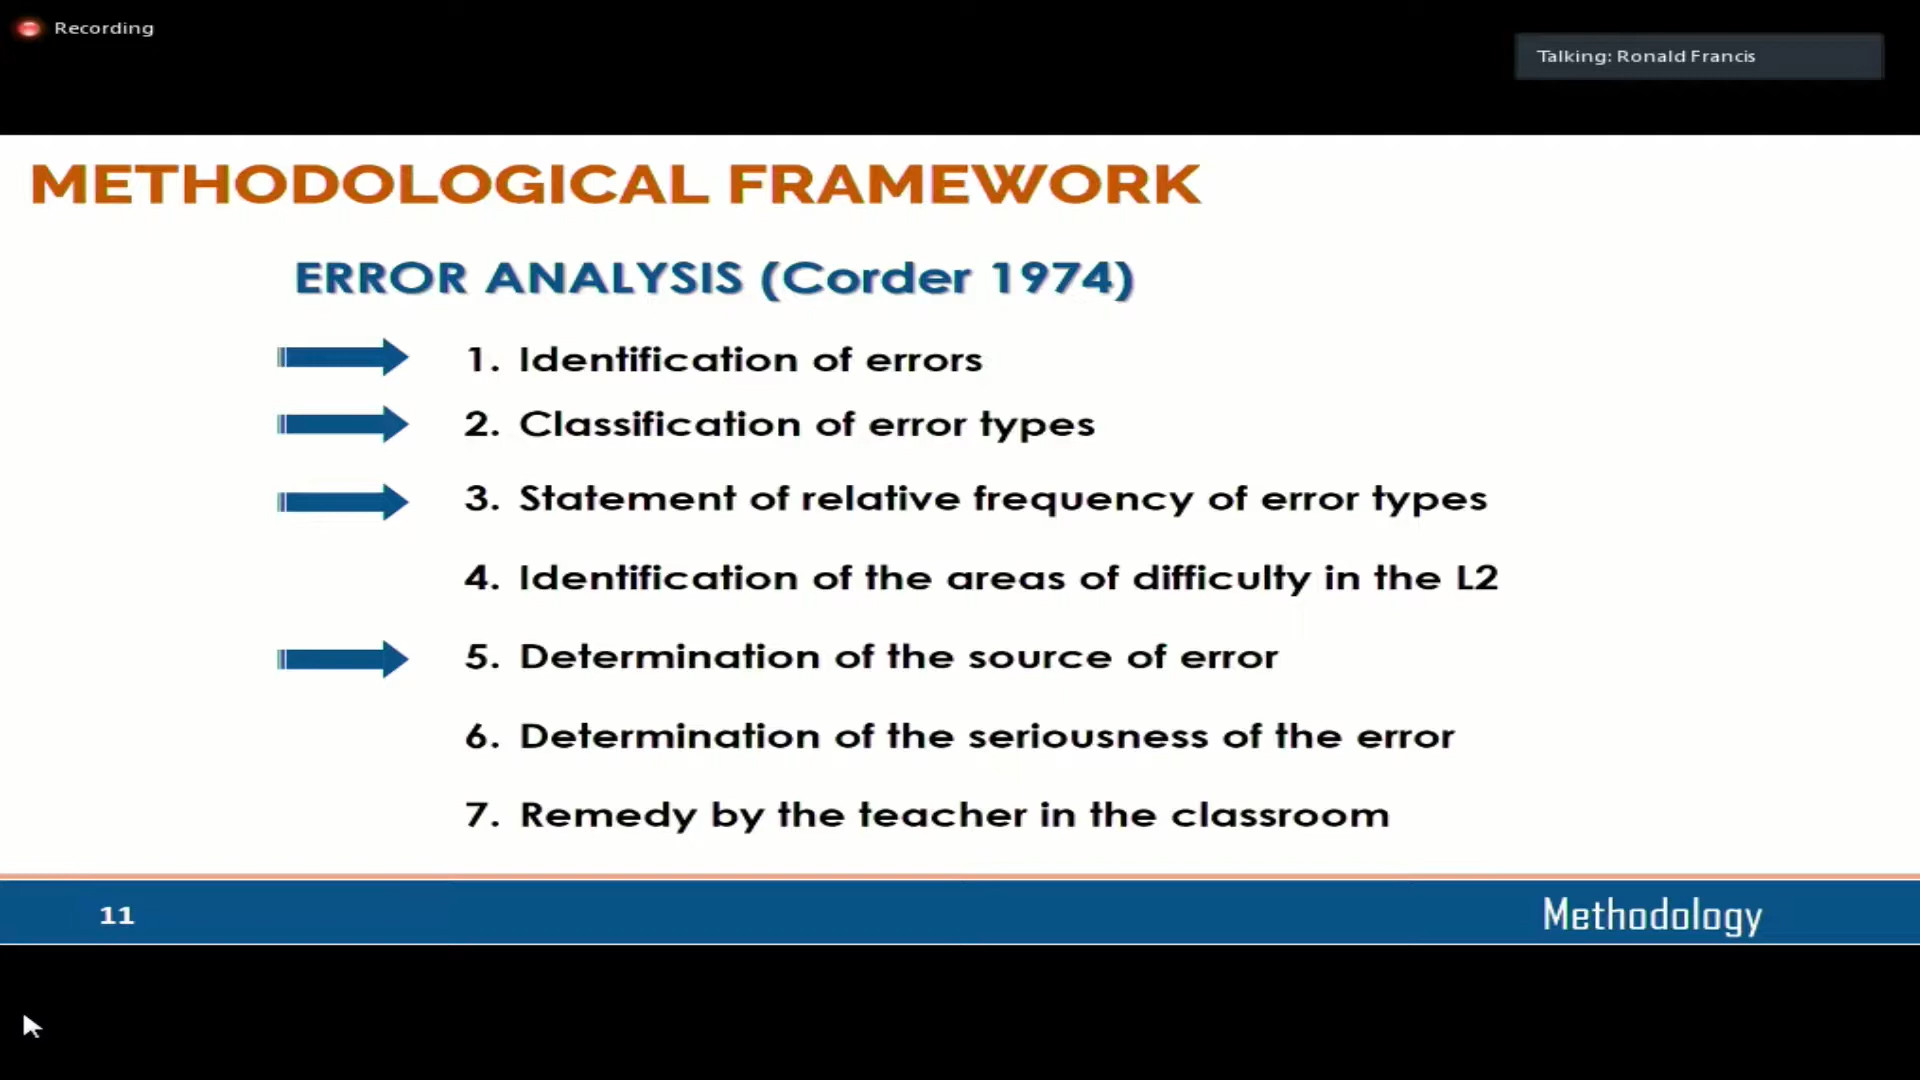 Recording
Talking: Ronald Francis
METHODOLOGICAL FRAMEWORK
ERROR ANALYSIS (Corder 1974)
1. Identification of errors
2. Classification of error types
3. Statement of relative frequency of error types
4. Identification of the areas of difficulty in the L2
5. Determination of the source of error
6. Determination of the seriousness of the error
7. Remedy by the teacher in the classroom
11
Methodology